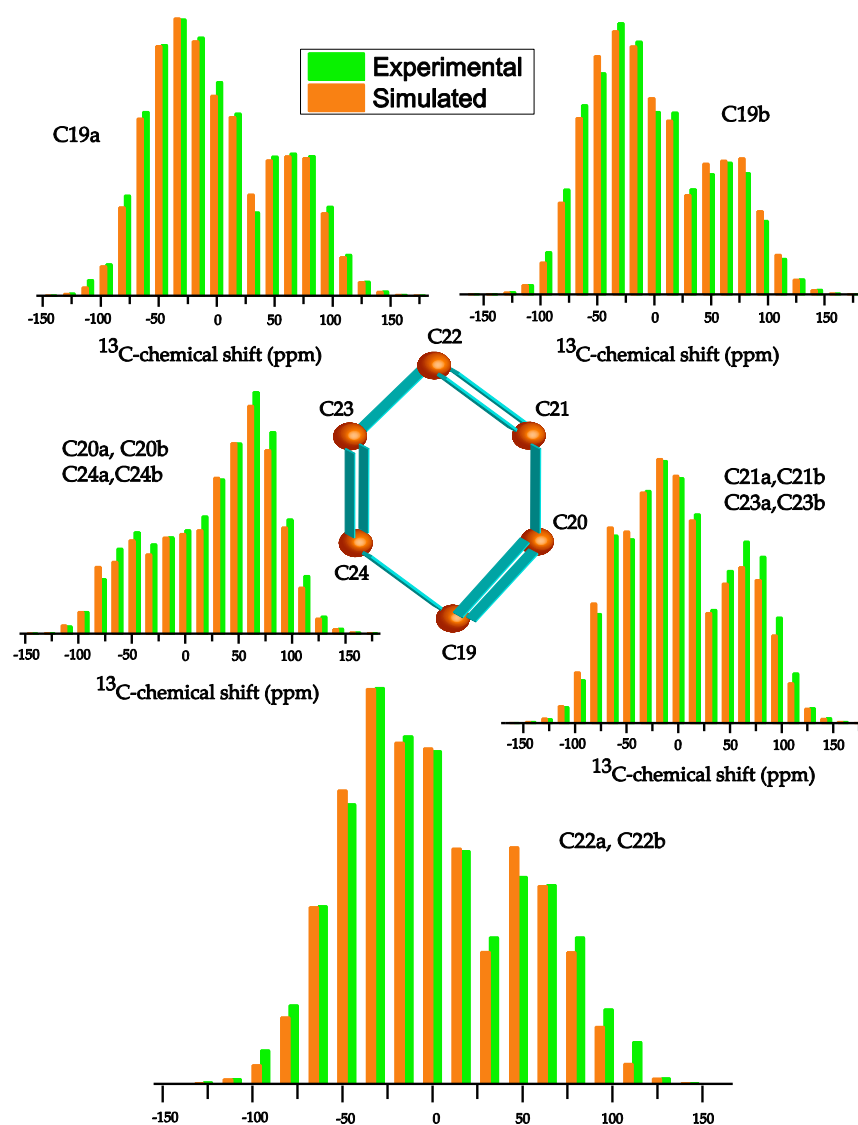 Experimental
Simulated
C19a
C19b
-150 -100 -50 0 50 100 150
¹³C-chemical shift (ppm)
-150 -100 -50 0 50 100 150
¹³C-chemical shift (ppm)
C22
C23
C21
C20
C24
C19
C20a, C20b
C24a,C24b
-150 -100 -50 0 50 100 150
¹³C-chemical shift (ppm)
C21a,C21b
C23a,C23b
-150 -100 -50 0 50 100 150
¹³C-chemical shift (ppm)
C22a, C22b
-150 -100 -50 0 50 100 150